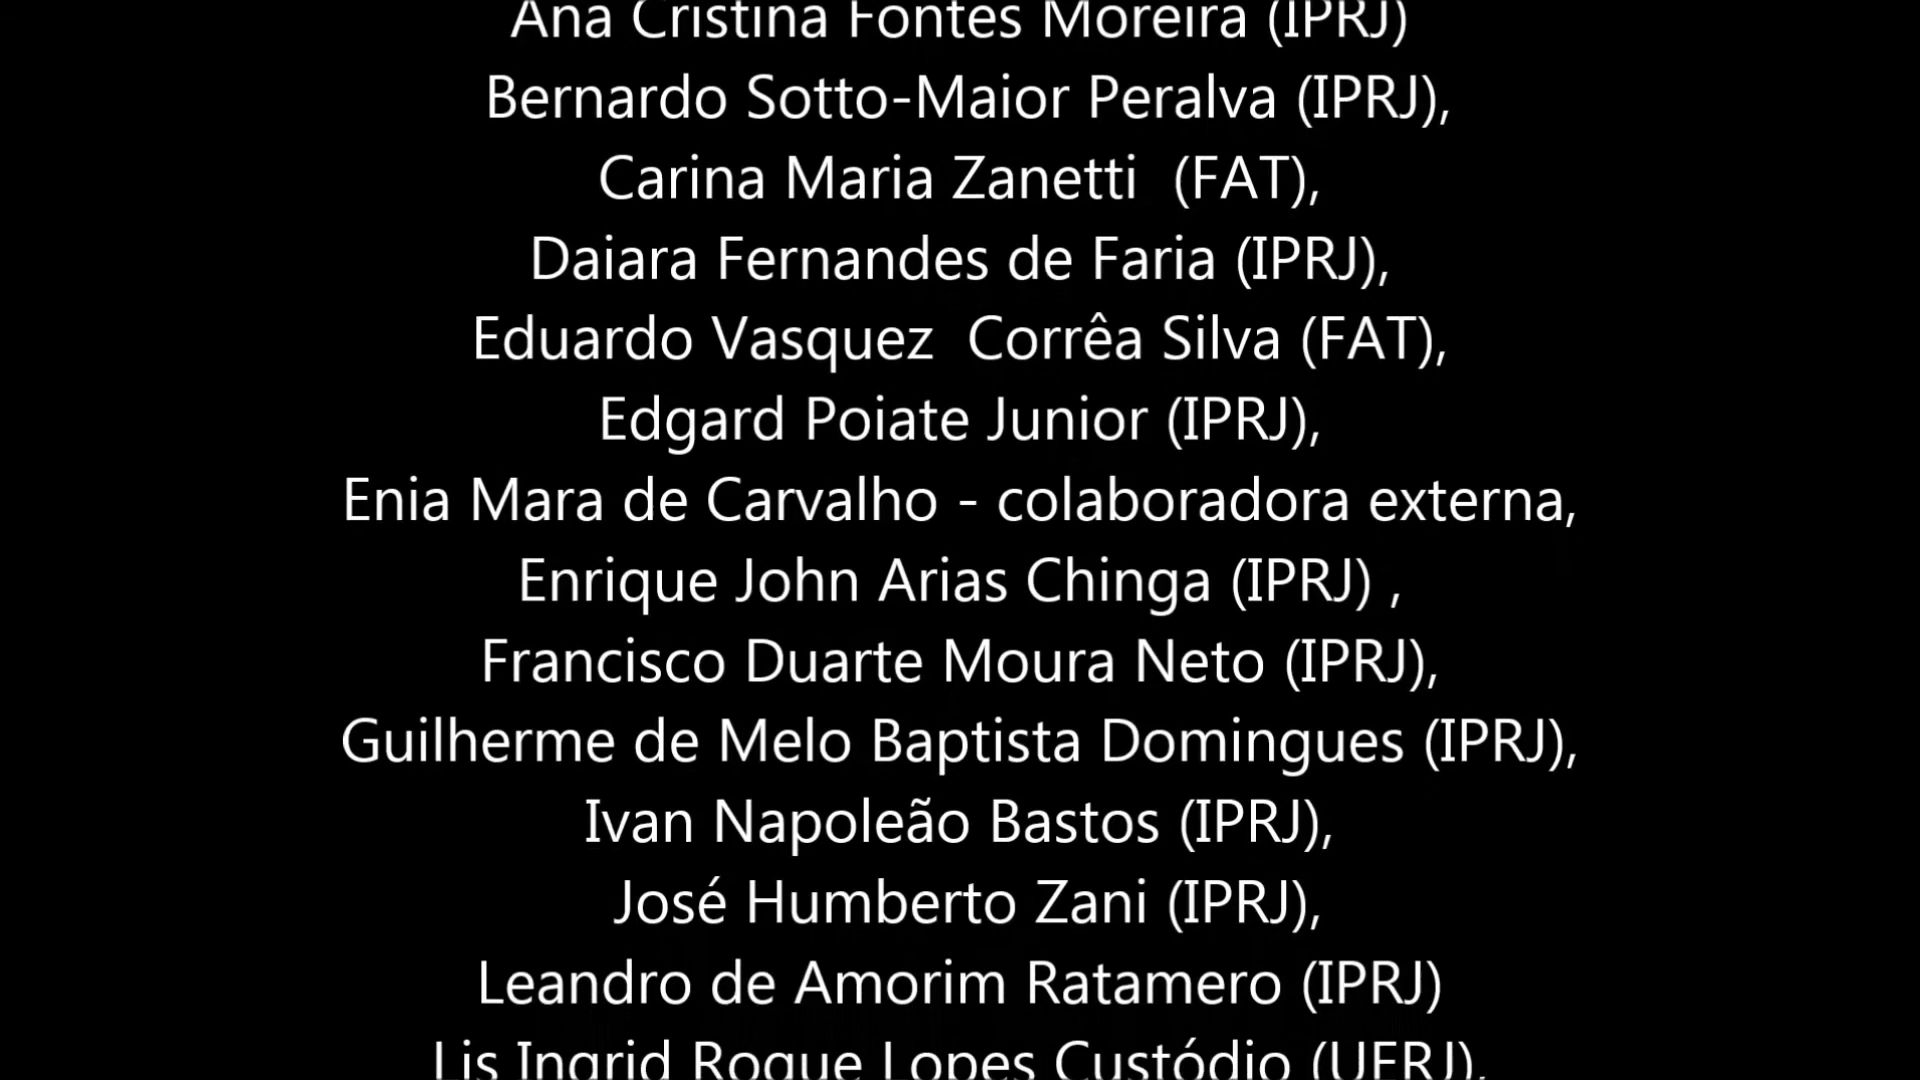 Ana Cristina Fontes Moreira (IPRJ)
Bernardo Sotto-Maior Peralva (IPRJ),
Carina Maria Zanetti  (FAT),
Daiara Fernandes de Faria (IPRJ),
Eduardo Vasquez  Corrêa Silva (FAT),
Edgard Poiate Junior (IPRJ),
Enia Mara de Carvalho - colaboradora externa,
Enrique John Arias Chinga (IPRJ) ,
Francisco Duarte Moura Neto (IPRJ),
Guilherme de Melo Baptista Domingues (IPRJ),
Ivan Napoleão Bastos (IPRJ),
José Humberto Zani (IPRJ),
Leandro de Amorim Ratamero (IPRJ)
Lis Ingrid Roque Lopes Custódio (UERJ),